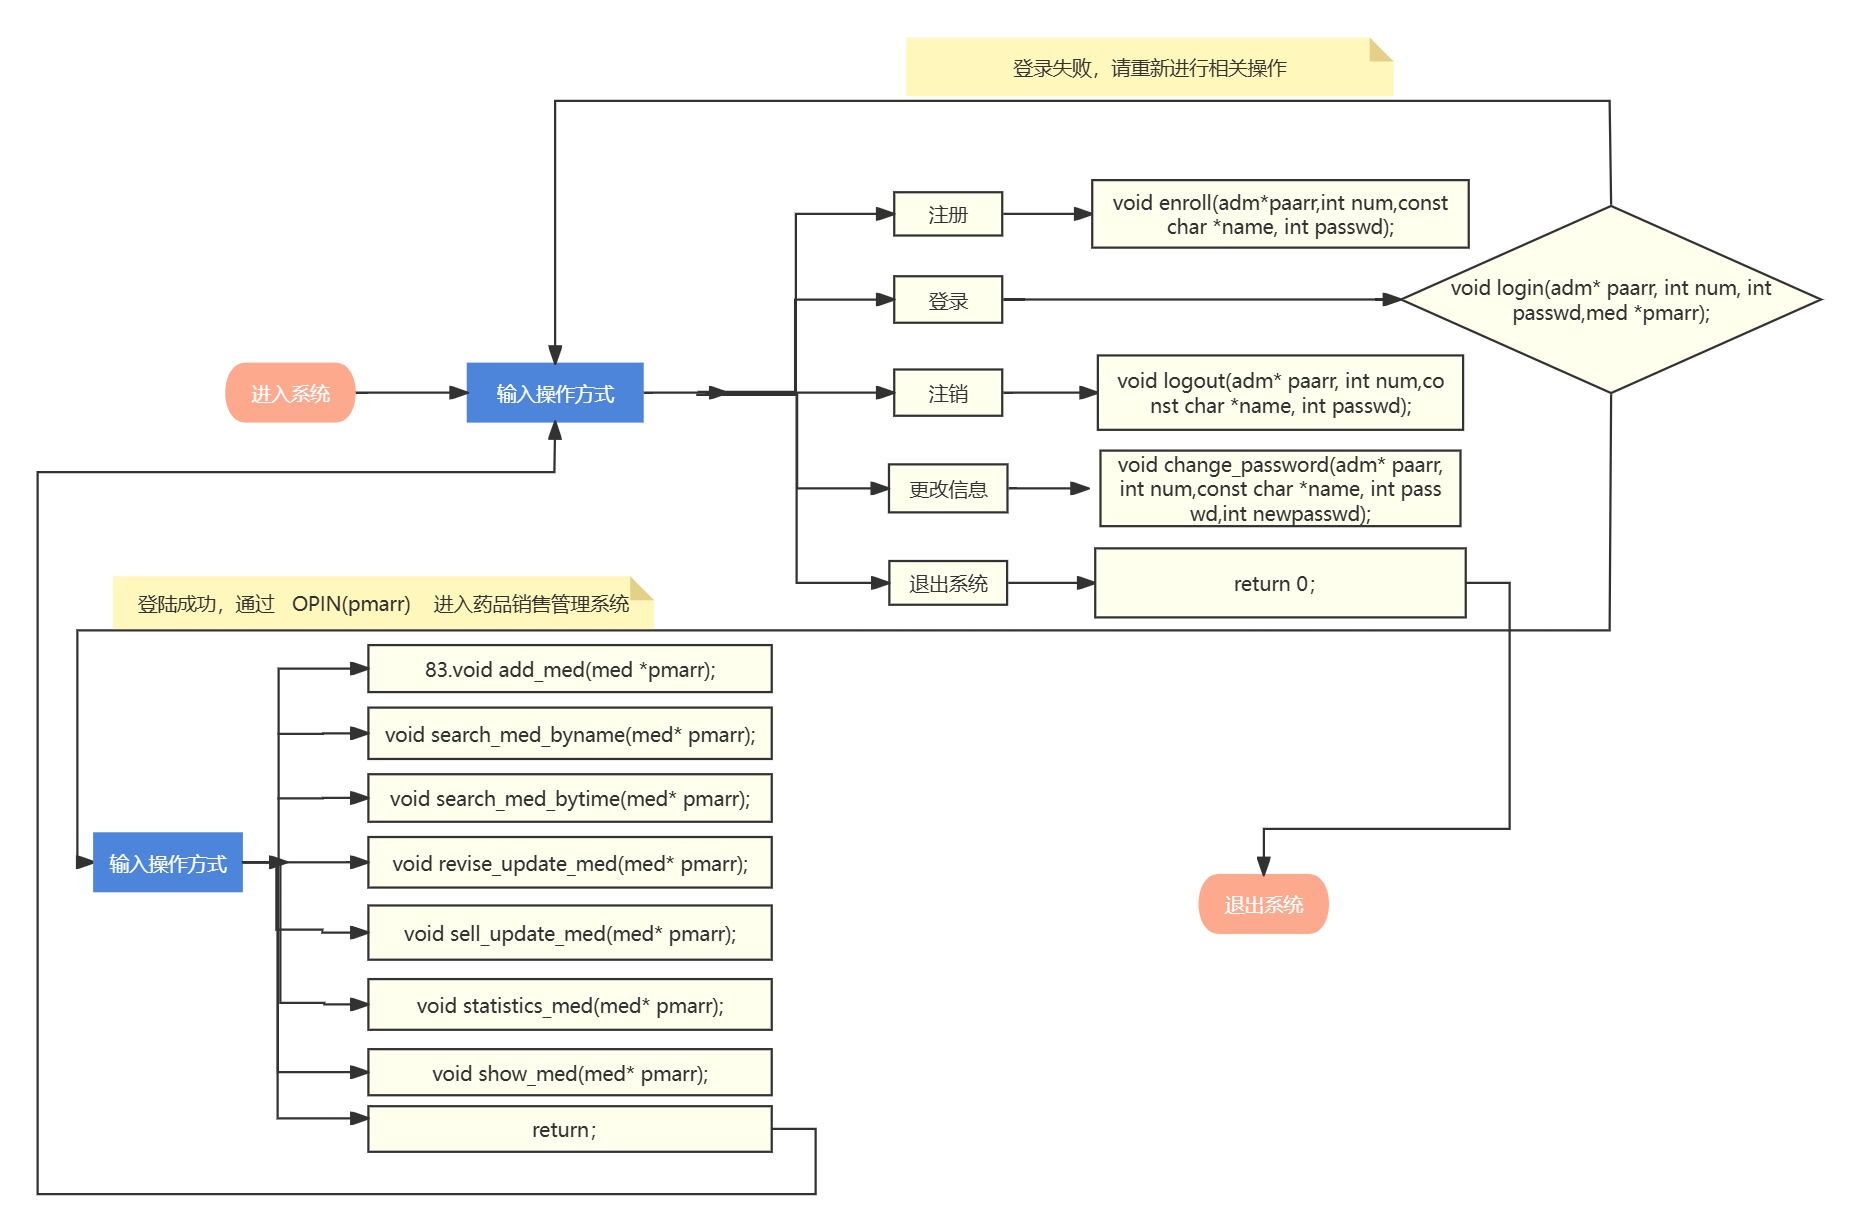 登录失败，请重新进行相关操作
注册
void enroll(adm*paarr,int num,const
char *name, int passwd);
登录
void login(adm* paarr, int num, int
passwd,med *pmarr);
进入系统
输入操作方式
注销
void logout(adm* paarr, int num,co
nst char *name, int passwd);
更改信息
void change_password(adm* paarr,
int num,const char *name, int pass
wd,int newpasswd);
退出系统
return 0；
登陆成功，通过 OPIN(pmarr) 进入药品销售管理系统
83.void add_med(med *pmarr);
void search_med_byname(med* pmarr);
void search_med_bytime(med* pmarr);
输入操作方式
void revise_update_med(med* pmarr);
void sell_update_med(med* pmarr);
void statistics_med(med* pmarr);
void show_med(med* pmarr);
return；
退出系统